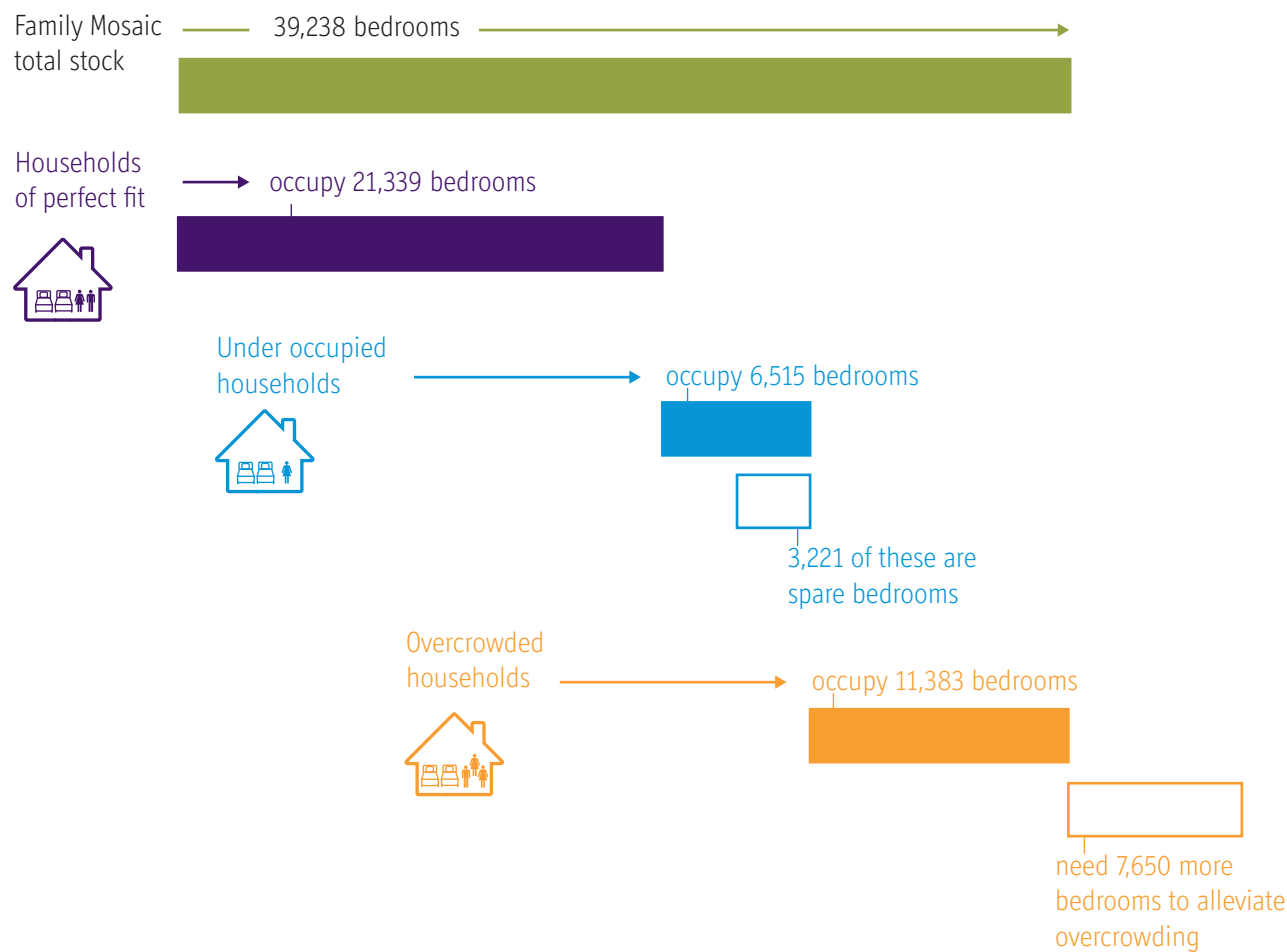 Family Mosaic
total stock
39,238 bedrooms
Households
of perfect fit
occupy 21,339 bedrooms
Under occupied
households
occupy 6,515 bedrooms
3,221 of these are
spare bedrooms
Overcrowded
households
occupy 11,383 bedrooms
need 7,650 more
bedrooms to alleviate
overcrowding